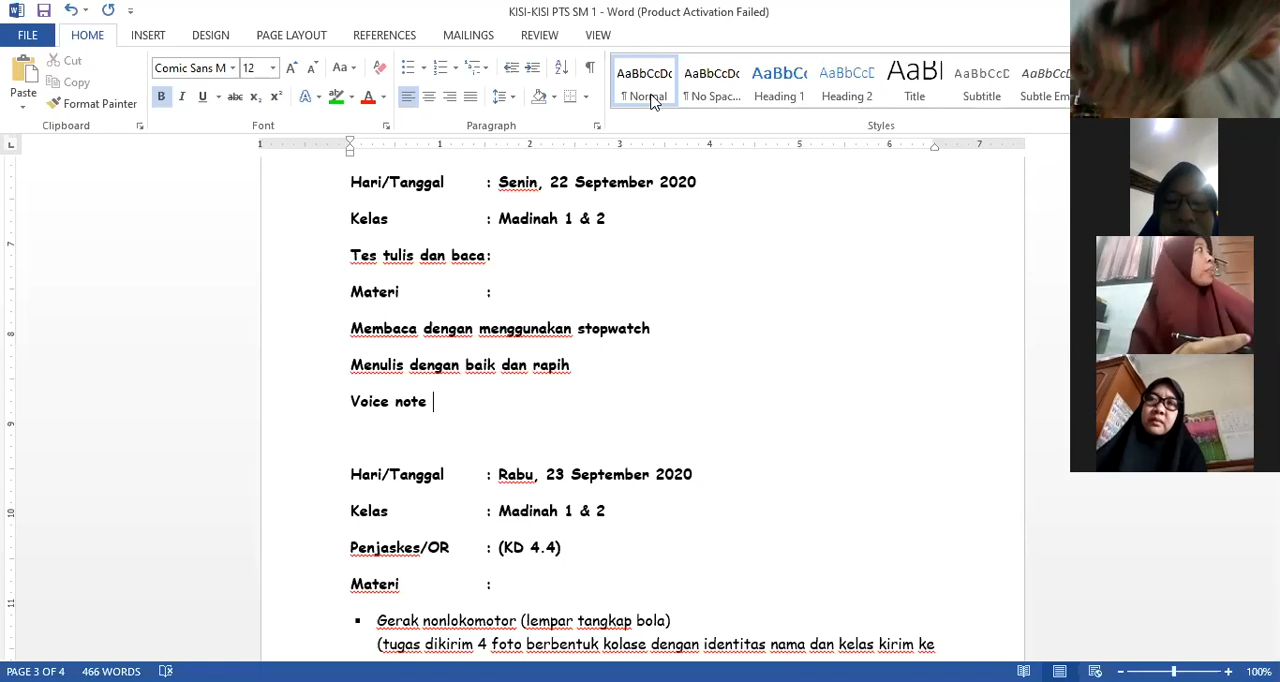 KISI-KISI PTS SM 1 - Word (Product Activation Failed)
FILE HOME INSERT DESIGN PAGE LAYOUT REFERENCES MAILINGS REVIEW VIEW
Paste
Cut
Copy
Format Painter
Clipboard
Comic Sans M 12
Font
Paragraph
AaBbCcDc AaBbCcDc AaBbCc AaBbCcC AaBl AaBbCcD AaBbCcD
¶ Normal ¶ No Spac... Heading 1 Heading 2 Title Subtitle Subtle Em
Styles
Hari/Tanggal : Senin, 22 September 2020
Kelas : Madinah 1 & 2
Tes tulis dan baca:
Materi :
Membaca dengan menggunakan stopwatch
Menulis dengan baik dan rapih
Voice note
Hari/Tanggal : Rabu, 23 September 2020
Kelas : Madinah 1 & 2
Penjaskes/OR : (KD 4.4)
Materi :
▪ Gerak nonlokomotor (lempar tangkap bola)
(tugas dikirim 4 foto berbentuk kolase dengan identitas nama dan kelas kirim ke
PAGE 3 OF 4 466 WORDS 100%